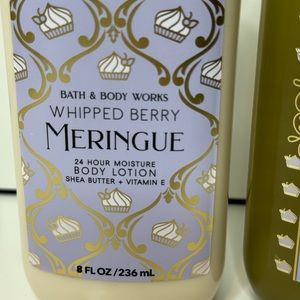 BATH & BODY WORKS
WHIPPED BERRY
MERINGUE
24 HOUR MOISTURE
BODY LOTION
SHEA BUTTER + VITAMIN E
8 FL OZ/236 mL